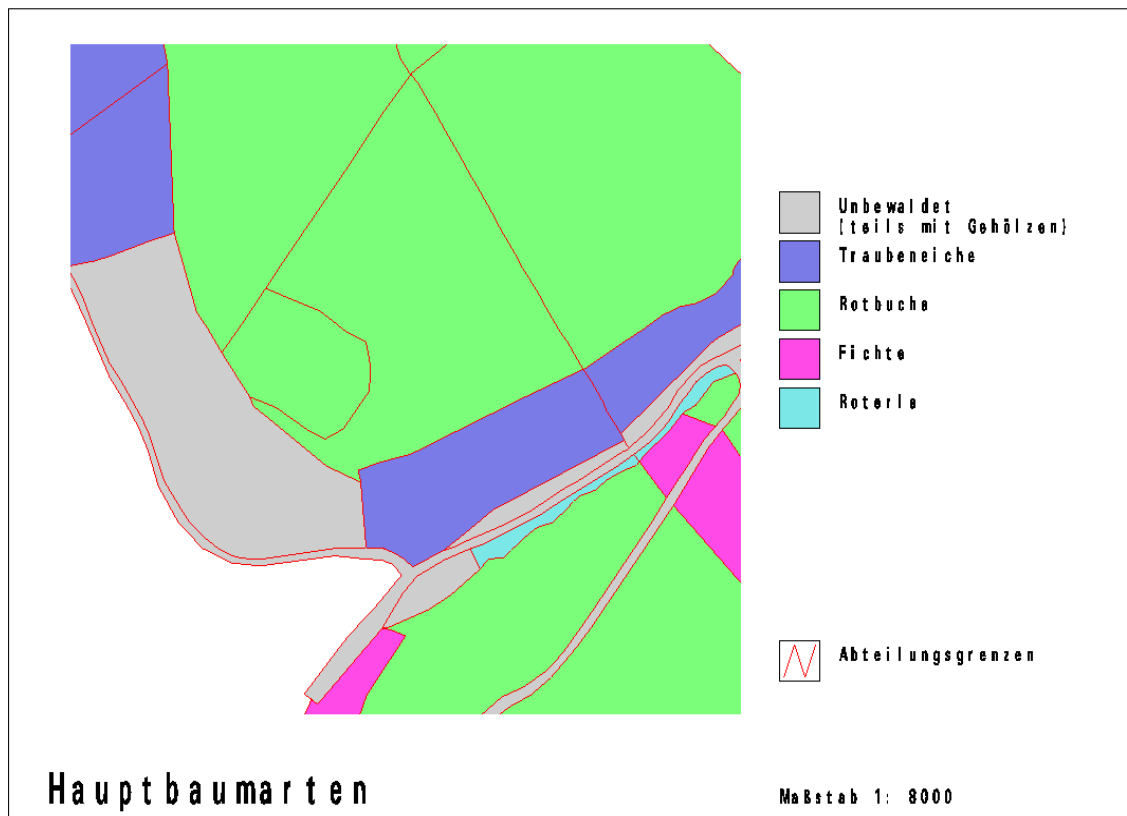 Unbewaldet
(teils mit Gehölzen)
Traubeneiche
Rotbuche
Fichte
Roterle
Abteilungsgrenzen
Hauptbaumarten
Maßstab 1: 8000